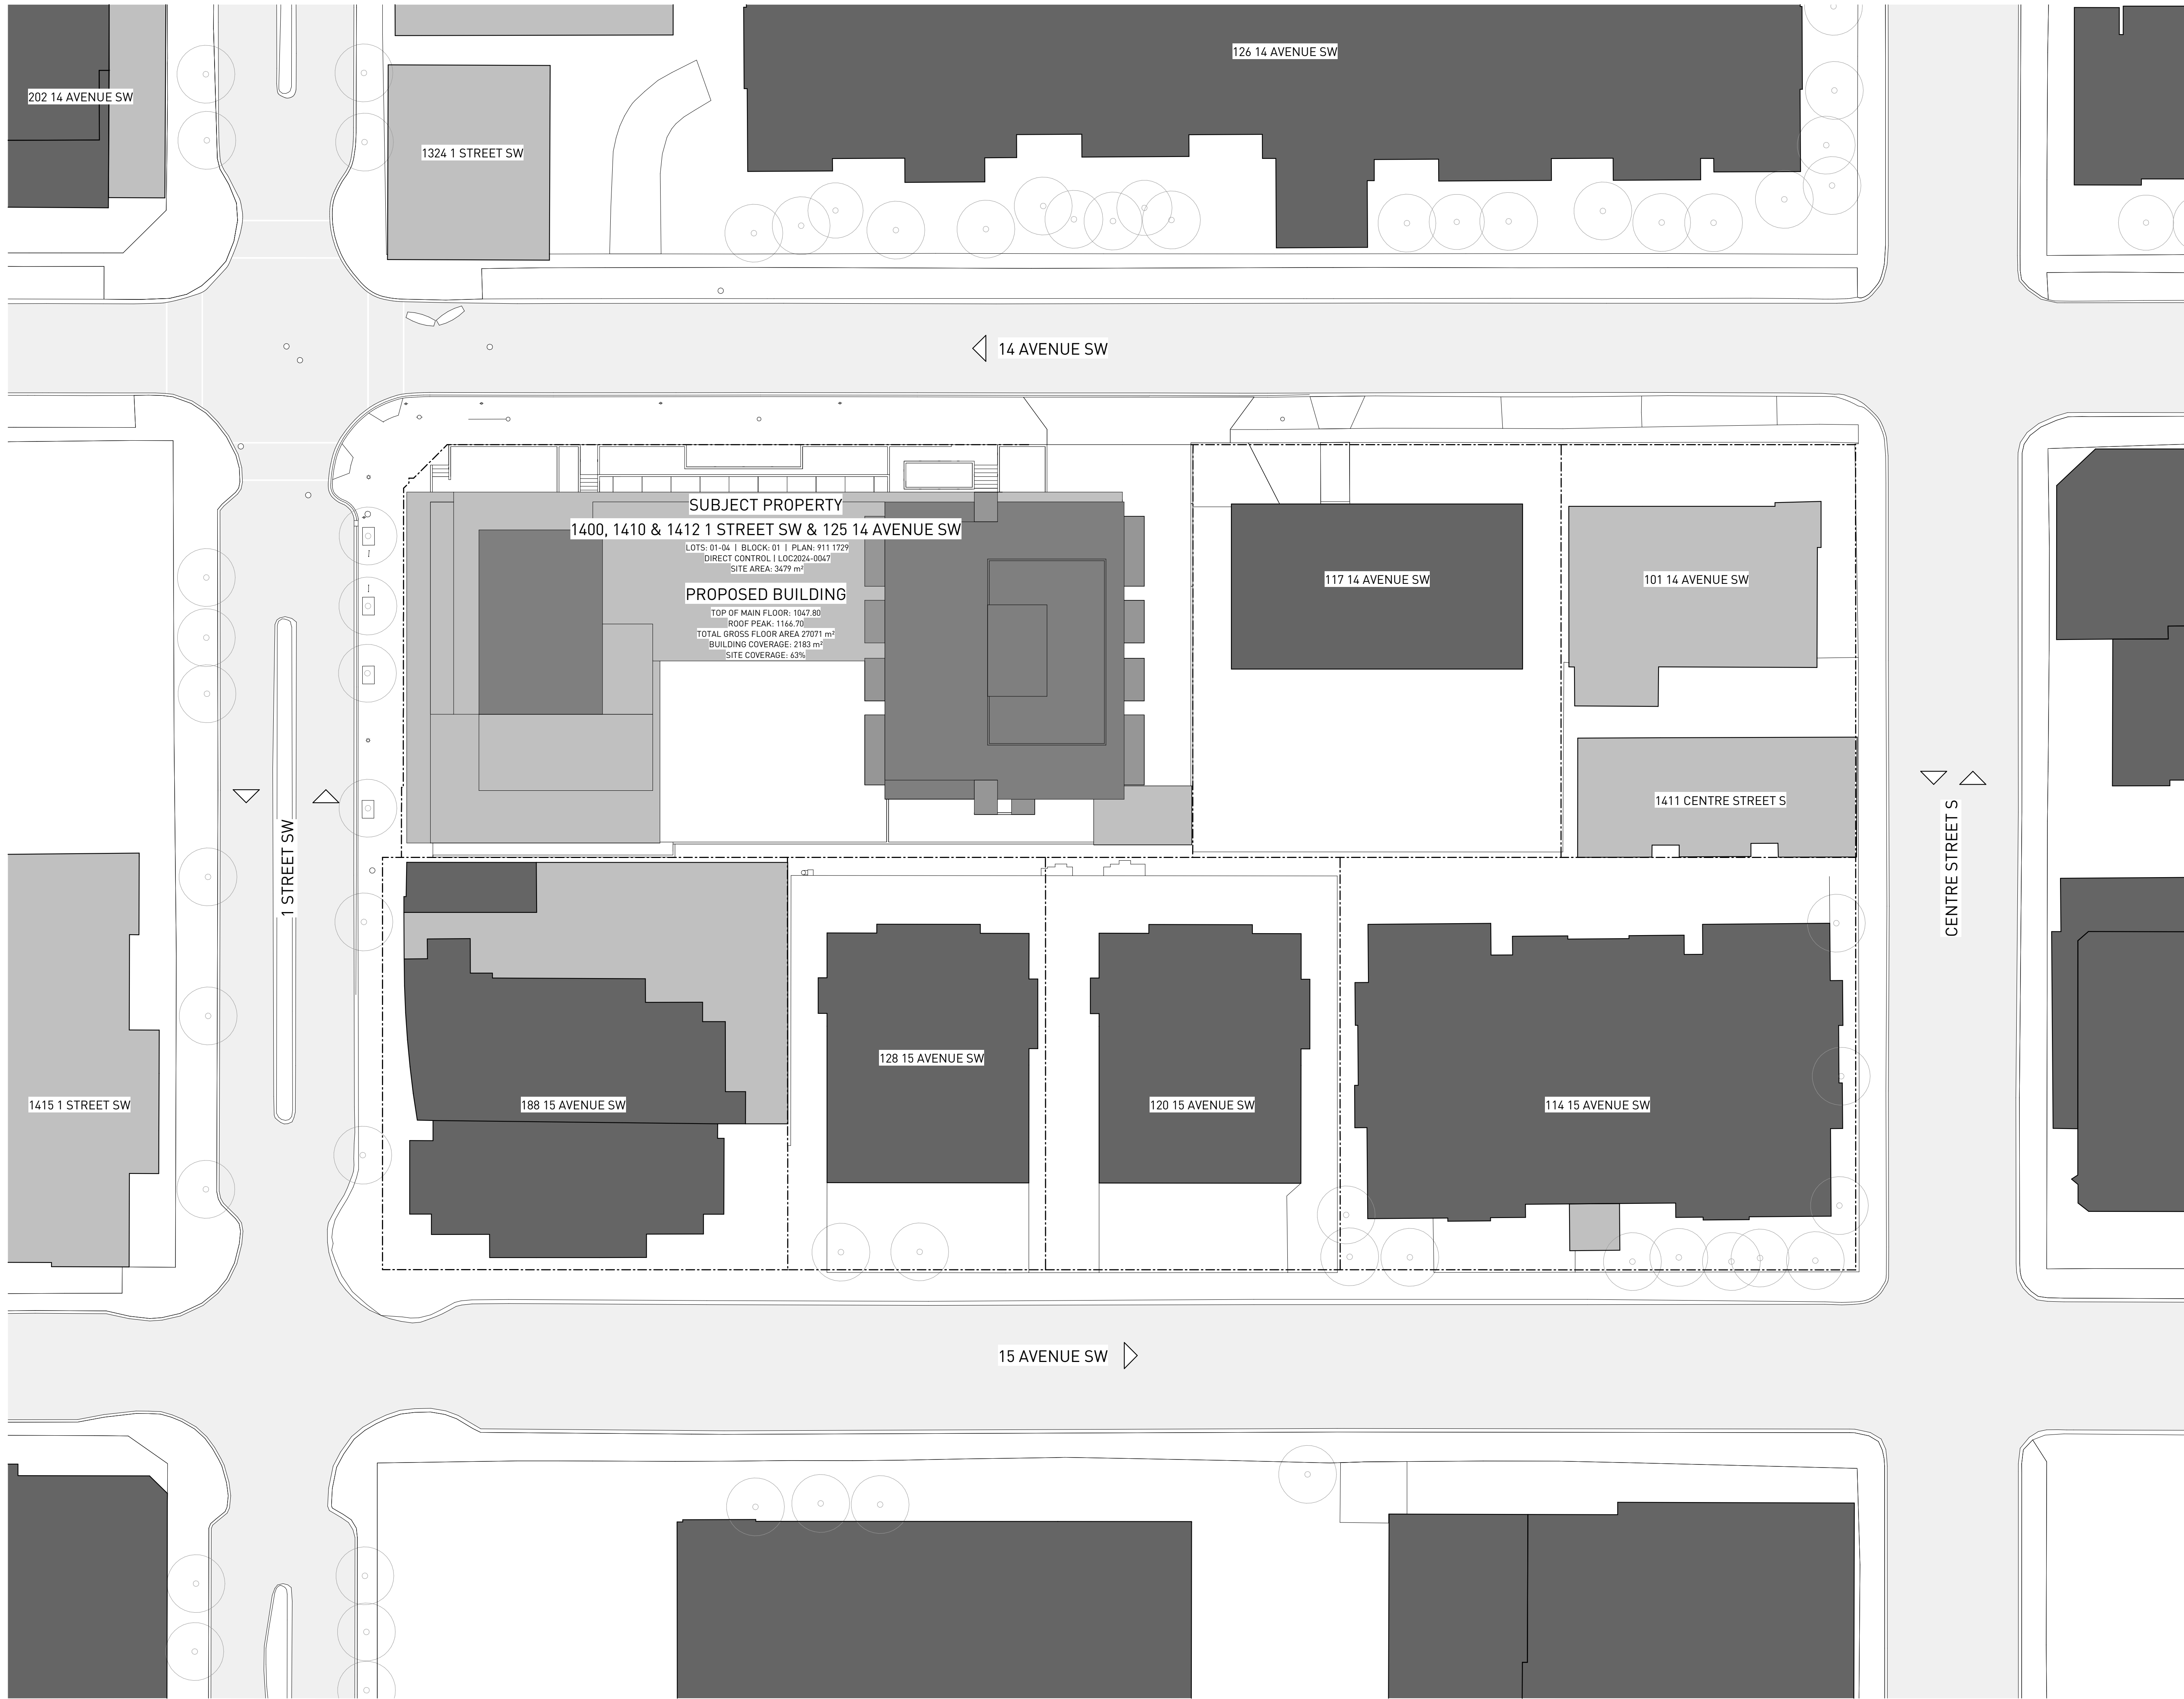 126 14 AVENUE SW
202 14 AVENUE SW
1324 1 STREET SW
14 AVENUE SW
SUBJECT PROPERTY
1400, 1410 & 1412 1 STREET SW & 125 14 AVENUE SW
LOTS: 01-04 | BLOCK: 01 | PLAN: 911 1729
DIRECT CONTROL | LOC2024-0047
SITE AREA: 3479 m²
PROPOSED BUILDING
TOP OF MAIN FLOOR: 1047.80
ROOF PEAK: 1166.70
TOTAL GROSS FLOOR AREA 27071 m²
BUILDING COVERAGE: 2183 m²
SITE COVERAGE: 63%
117 14 AVENUE SW
101 14 AVENUE SW
1411 CENTRE STREET S
1 STREET SW
CENTRE STREET S
128 15 AVENUE SW
1415 1 STREET SW
188 15 AVENUE SW
120 15 AVENUE SW
114 15 AVENUE SW
15 AVENUE SW